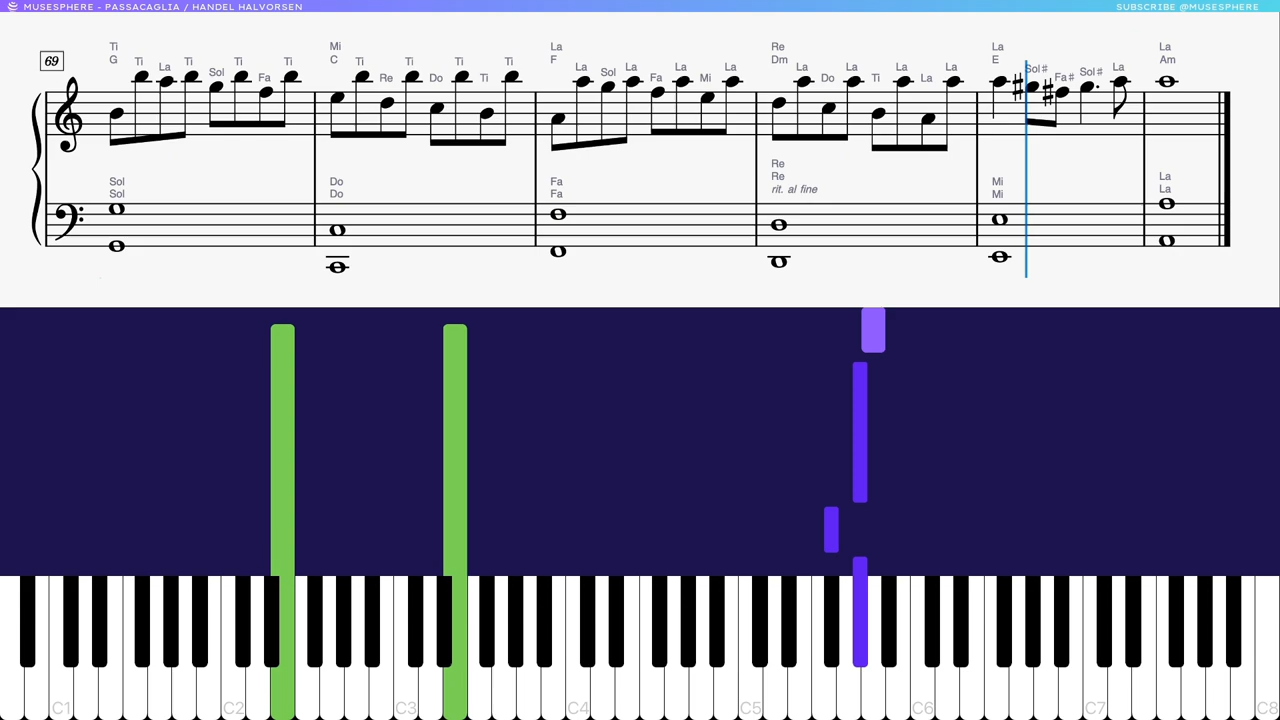 MUSESPHERE - PASSACAGLIA / HANDEL HALVORSEN
SUBSCRIBE @MUSESPHERE
69
Ti Mi La Re La La
G C F Dm E Am
Ti La Ti Sol Ti Fa Ti
Ti Re Ti Do Ti Ti Ti
La Sol La Fa La Mi La
La Do La Ti La La La
Sol# Fa# Sol# La
Sol Do Fa Re Mi La
Sol Do Fa Re Mi La
rit. al fine
C1 C2 C3 C4 C5 C6 C7 C8